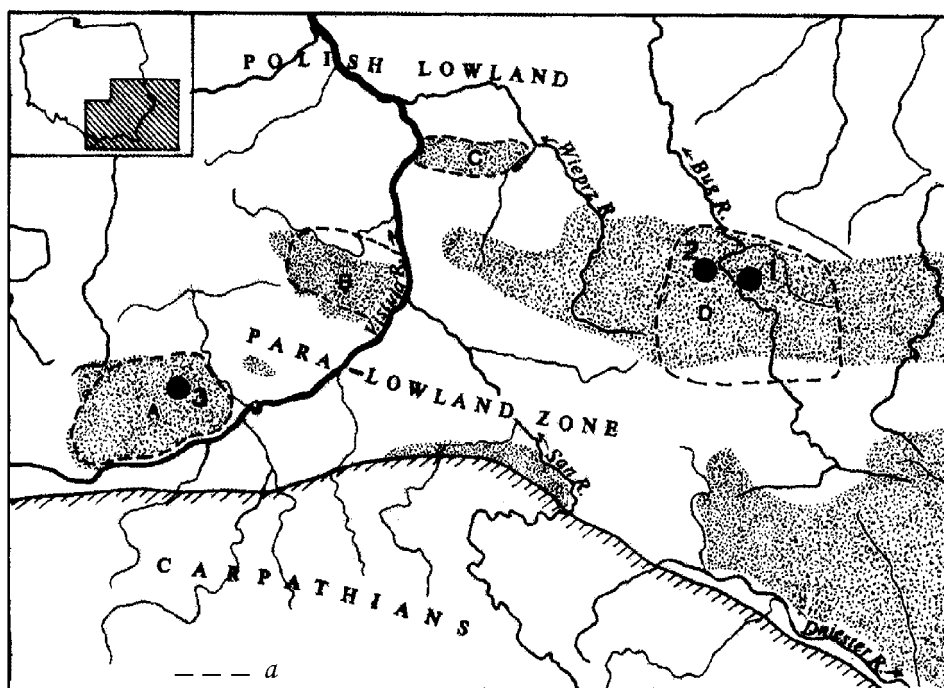 POLISH LOWLAND
C
Wieprz R.
Bug R.
2
1
B
Vistula R.
D
PARA-LOWLAND ZONE
A
3
San R.
CARPATHIANS
Dniester R.
a